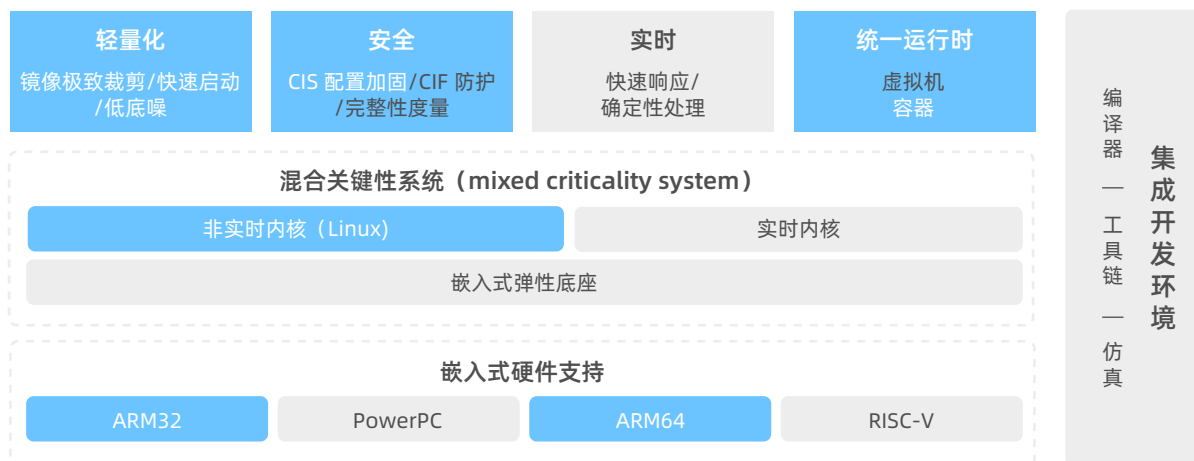 轻量化
镜像极致裁剪/快速启动
/低底噪
安全
CIS 配置加固/CIF 防护
/完整性度量
实时
快速响应/
确定性处理
统一运行时
虚拟机
容器
混合关键性系统（mixed criticality system）
非实时内核（Linux)
实时内核
嵌入式弹性底座
嵌入式硬件支持
ARM32
PowerPC
ARM64
RISC-V
编译器 — 工具链 — 仿真
集成开发环境